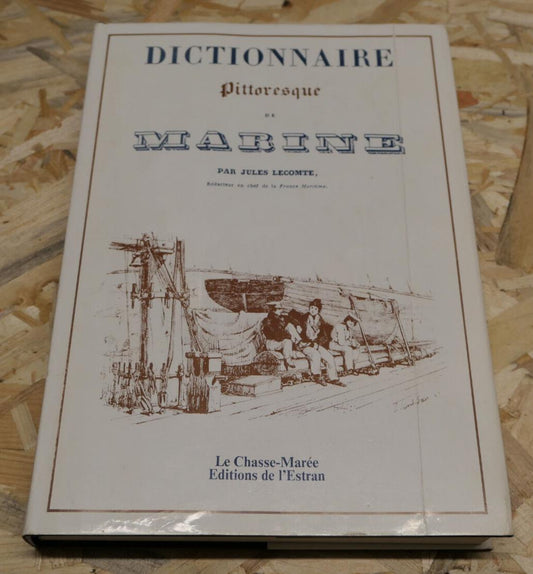 DICTIONNAIRE
Pittoresque
DE
MARINE
PAR JULES LECOMTE,
Rédacteur en chef de la France Maritime.
Le Chasse-Marée
Editions de l'Estran